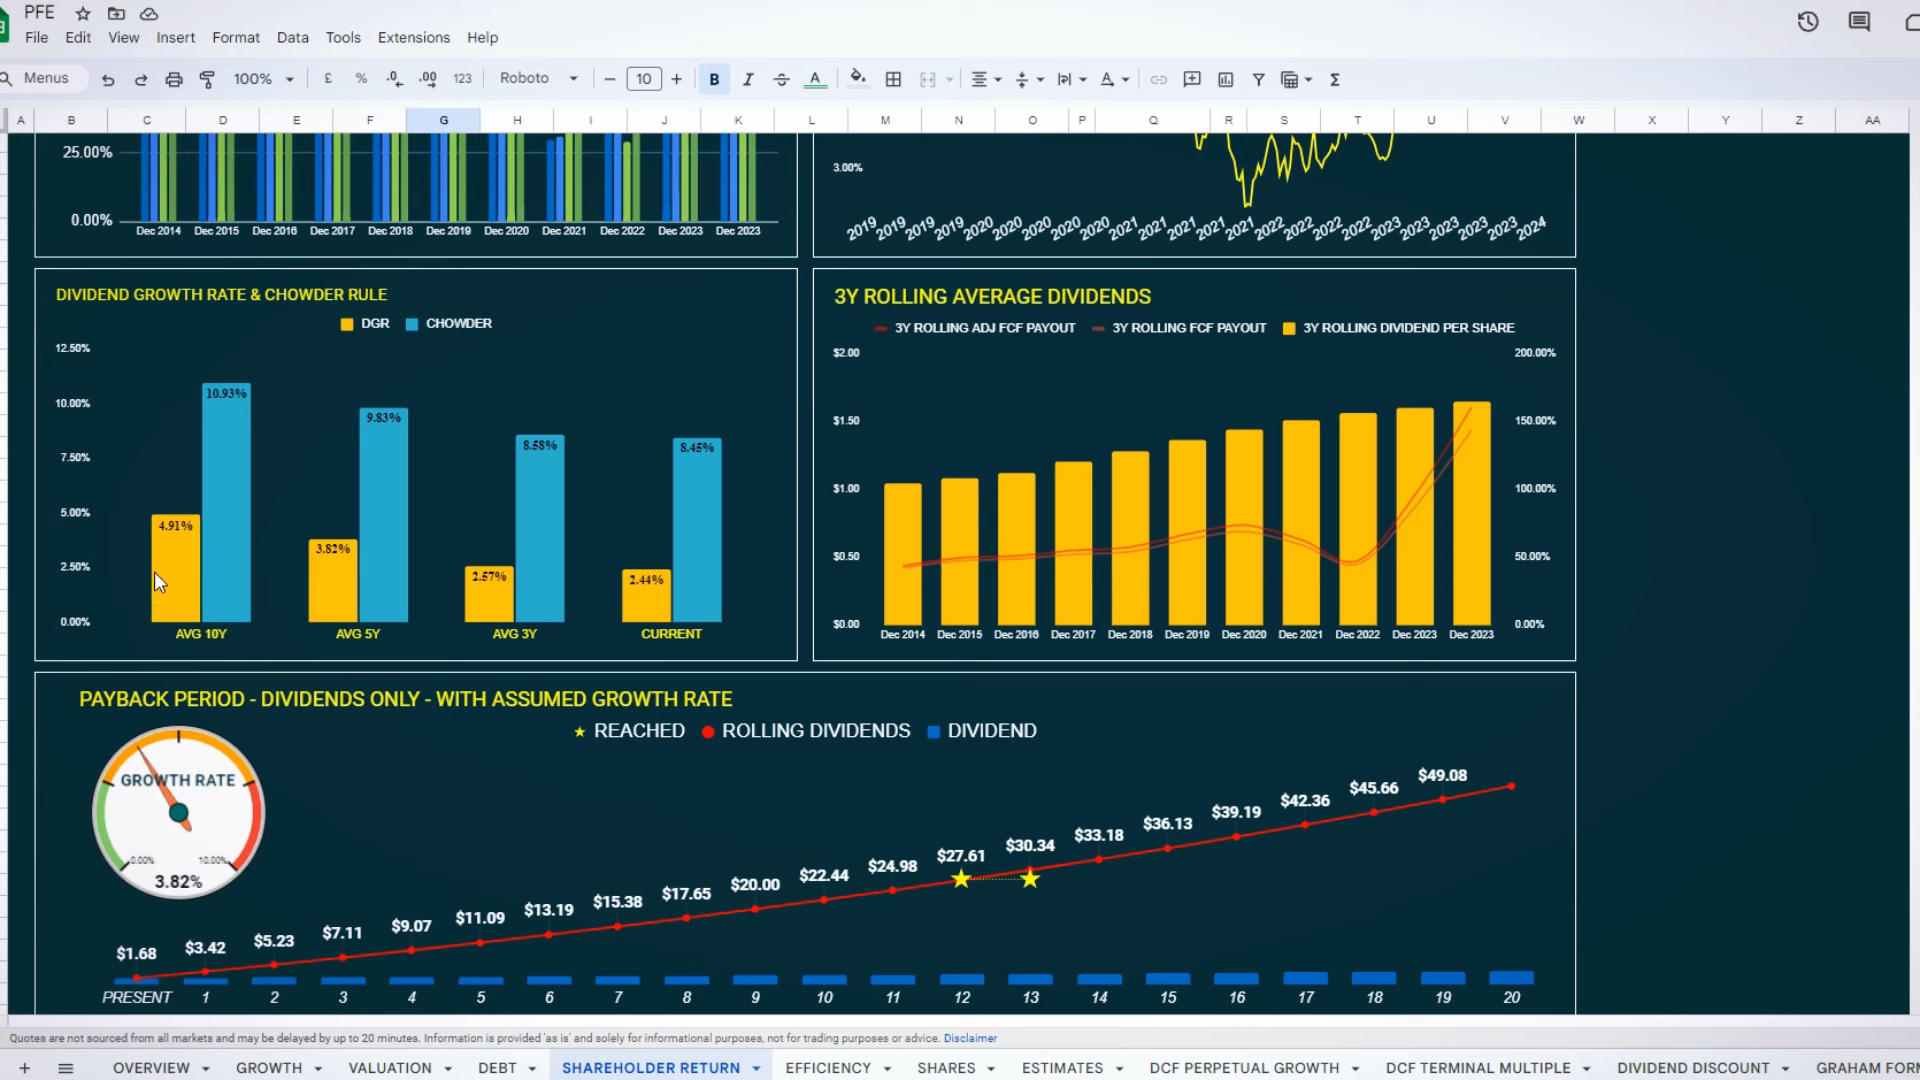 PFE
File Edit View Insert Format Data Tools Extensions Help
Menus 100% £ % .0 .00 123 Roboto 10 B I A Σ
A B C D E F G H I J K L M N O P Q R S T U V W X Y Z AA
25.00%
0.00%
Dec 2014 Dec 2015 Dec 2016 Dec 2017 Dec 2018 Dec 2019 Dec 2020 Dec 2021 Dec 2022 Dec 2023 Dec 2023
3.00%
2019 2019 2019 2019 2020 2020 2020 2020 2020 2021 2021 2021 2021 2021 2022 2022 2022 2022 2023 2023 2023 2023 2023 2024
DIVIDEND GROWTH RATE & CHOWDER RULE
DGR CHOWDER
12.50%
10.00%
7.50%
5.00%
2.50%
0.00%
4.91% 10.93% 3.82% 9.83% 2.57% 8.58% 2.44% 8.45%
AVG 10Y AVG 5Y AVG 3Y CURRENT
3Y ROLLING AVERAGE DIVIDENDS
3Y ROLLING ADJ FCF PAYOUT 3Y ROLLING FCF PAYOUT 3Y ROLLING DIVIDEND PER SHARE
$2.00 200.00%
$1.50 150.00%
$1.00 100.00%
$0.50 50.00%
$0.00 0.00%
Dec 2014 Dec 2015 Dec 2016 Dec 2017 Dec 2018 Dec 2019 Dec 2020 Dec 2021 Dec 2022 Dec 2023 Dec 2023
PAYBACK PERIOD - DIVIDENDS ONLY - WITH ASSUMED GROWTH RATE
REACHED ROLLING DIVIDENDS DIVIDEND
GROWTH RATE
0.00% 10.00%
3.82%
$1.68 $3.42 $5.23 $7.11 $9.07 $11.09 $13.19 $15.38 $17.65 $20.00 $22.44 $24.98 $27.61 $30.34 $33.18 $36.13 $39.19 $42.36 $45.66 $49.08
PRESENT 1 2 3 4 5 6 7 8 9 10 11 12 13 14 15 16 17 18 19 20
Quotes are not sourced from all markets and may be delayed by up to 20 minutes. Information is provided 'as is' and solely for informational purposes, not for trading purposes or advice. Disclaimer
OVERVIEW GROWTH VALUATION DEBT SHAREHOLDER RETURN EFFICIENCY SHARES ESTIMATES DCF PERPETUAL GROWTH DCF TERMINAL MULTIPLE DIVIDEND DISCOUNT GRAHAM FORM